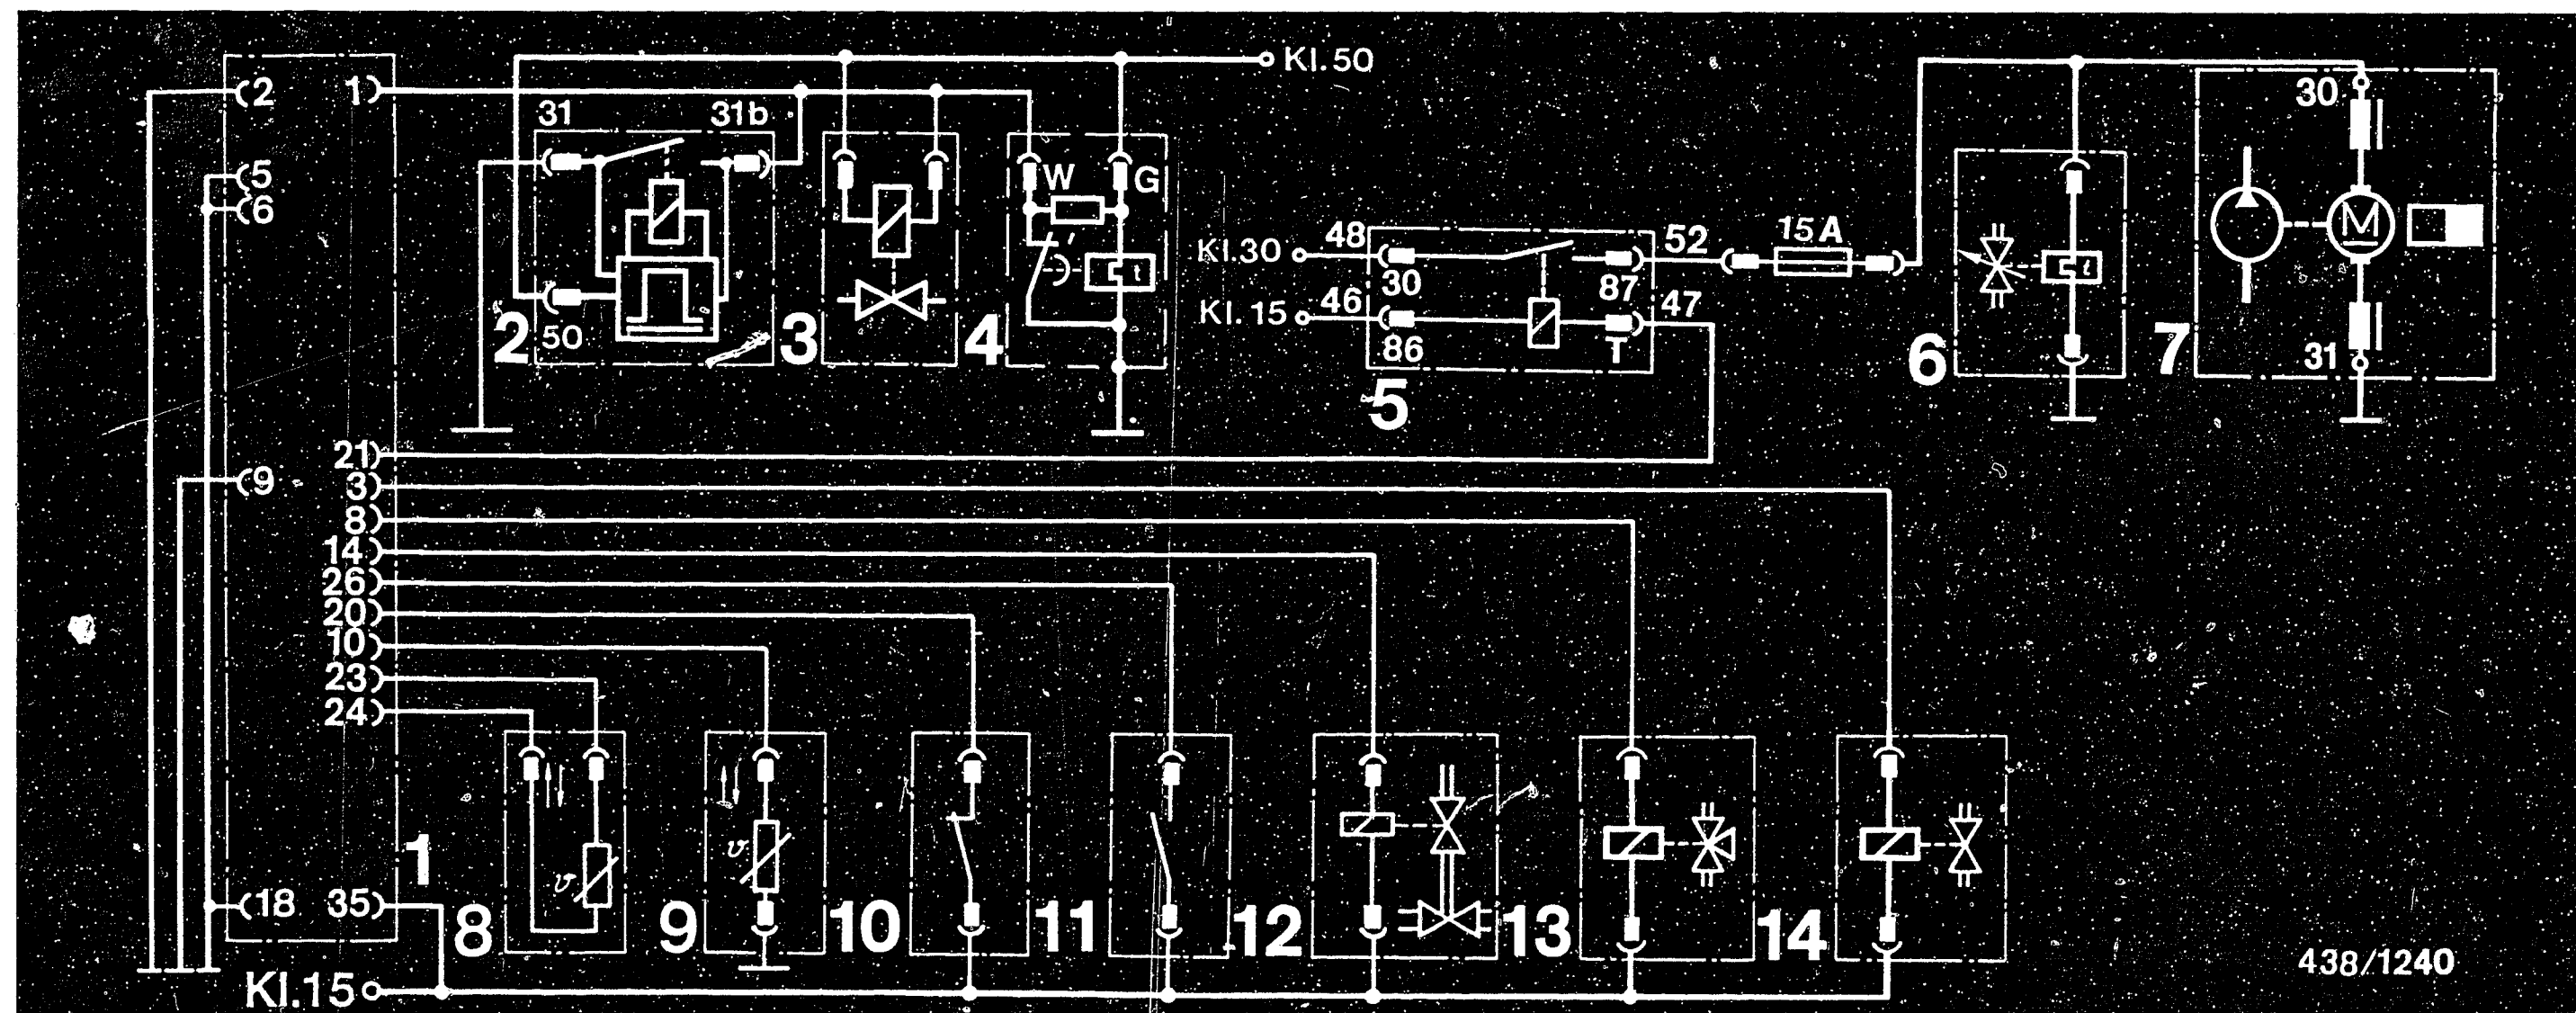 Kl.50
2 1
31 31b
30
5
W G
6
48 52 15 A
M
Kl.30
30 87
t t
Kl. 15 46 47
50
86 T
31
2 3 4 5 6 7
21
9 3
8
14
26
20
10
23
24
1
υ υ
18 35
8 9 10 11 12 13 14
438/1240
Kl.15